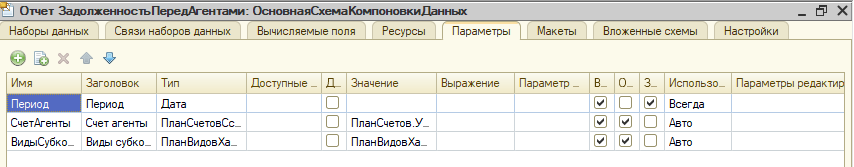 Отчет ЗадолженностьПередАгентами: ОсновнаяСхемаКомпоновкиДанных
Наборы данных Связи наборов данных Вычисляемые поля Ресурсы Параметры Макеты Вложенные схемы Настройки
Имя Заголовок Тип Доступные ... Д... Значение Выражение Параметр ... В... О... З... Использо... Параметры редактир
Период Период Дата Всегда
СчетАгенты Счет агенты ПланСчетовСс... ПланСчетов.У... Авто
ВидыСубко... Виды субко... ПланВидовХа... ПланВидовХа... Авто